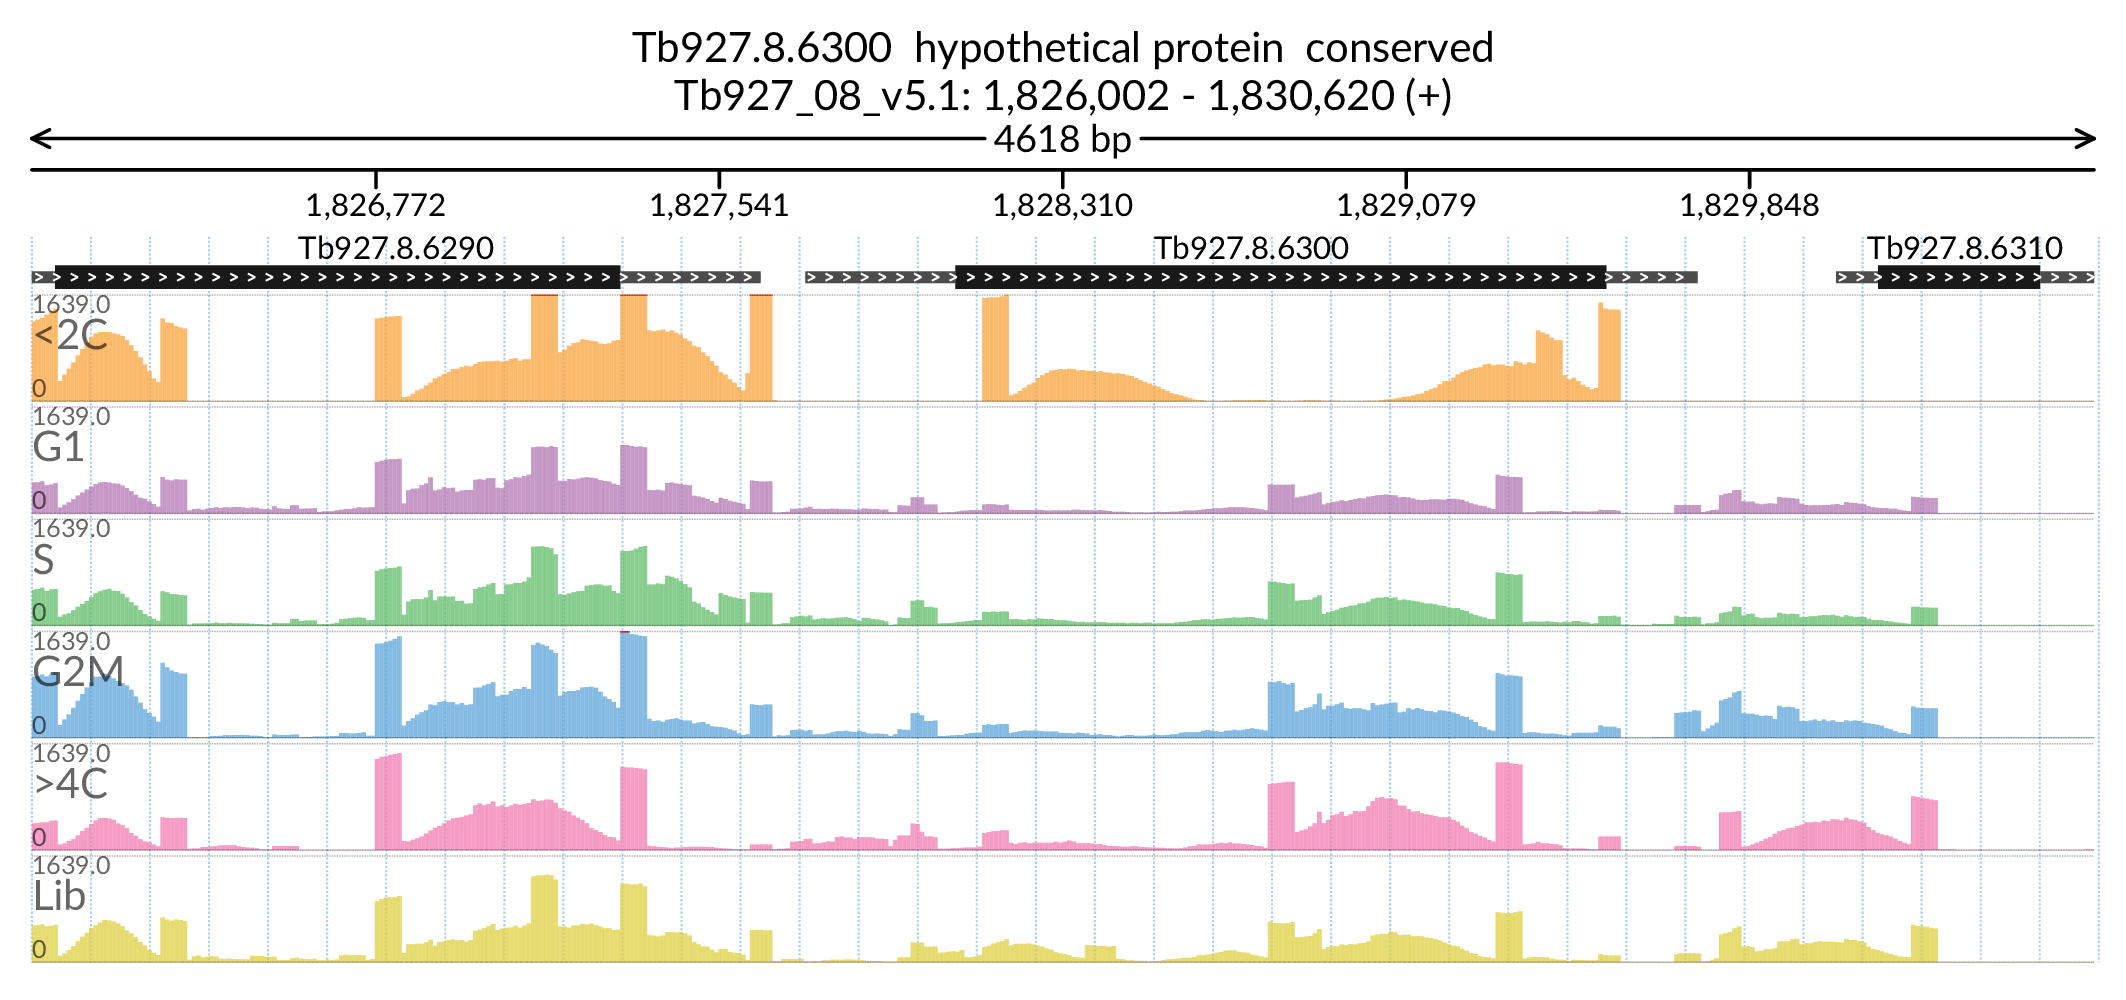 Tb927.8.6300 hypothetical protein conserved
Tb927_08_v5.1: 1,826,002 - 1,830,620 (+)
4618 bp
1,826,772 1,827,541 1,828,310 1,829,079 1,829,848
Tb927.8.6290 Tb927.8.6300 Tb927.8.6310
1639.0
<2C
0
1639.0
G1
0
1639.0
S
0
1639.0
G2M
0
1639.0
>4C
0
1639.0
Lib
0